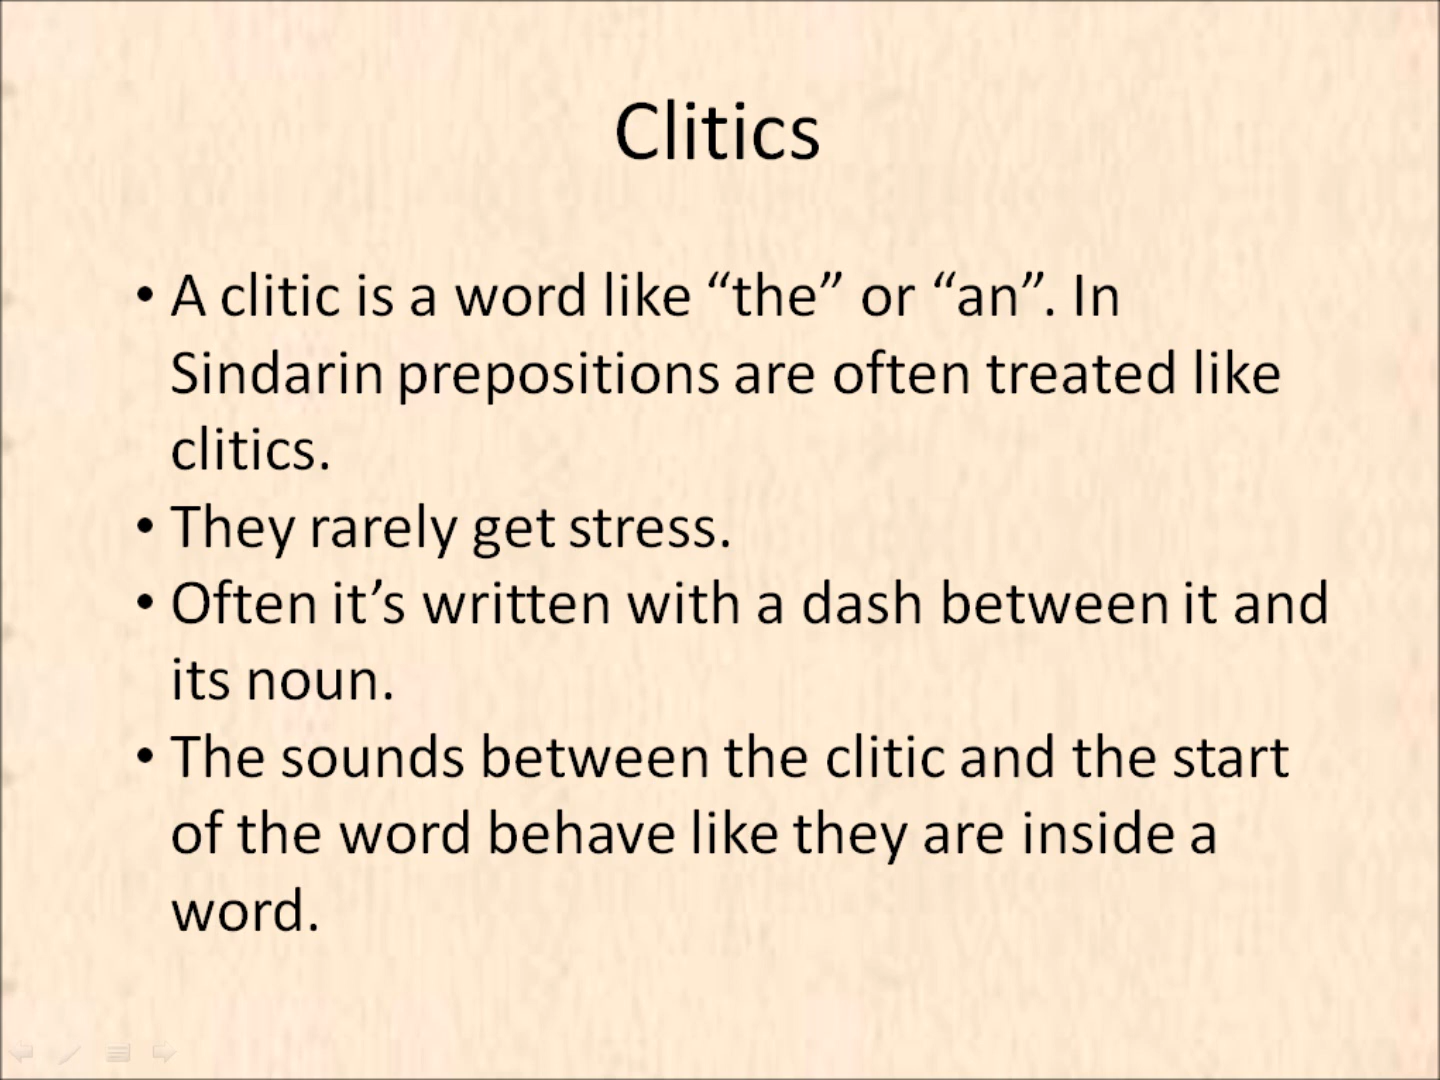 Clitics
• A clitic is a word like “the” or “an”. In
Sindarin prepositions are often treated like
clitics.
• They rarely get stress.
• Often it’s written with a dash between it and
its noun.
• The sounds between the clitic and the start
of the word behave like they are inside a
word.